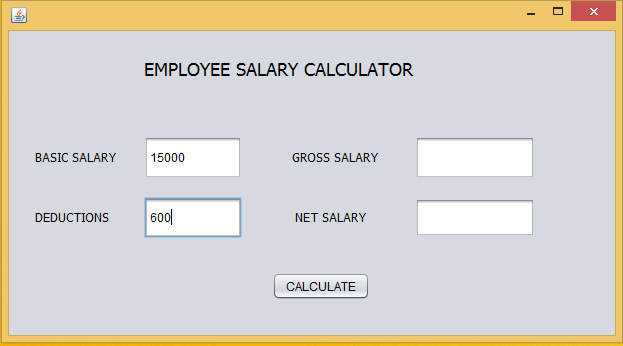 EMPLOYEE SALARY CALCULATOR
BASIC SALARY 15000 GROSS SALARY
DEDUCTIONS 600 NET SALARY
CALCULATE